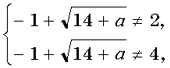 { −1 + √(14 + a) ≠ 2,
−1 + √(14 + a) ≠ 4,